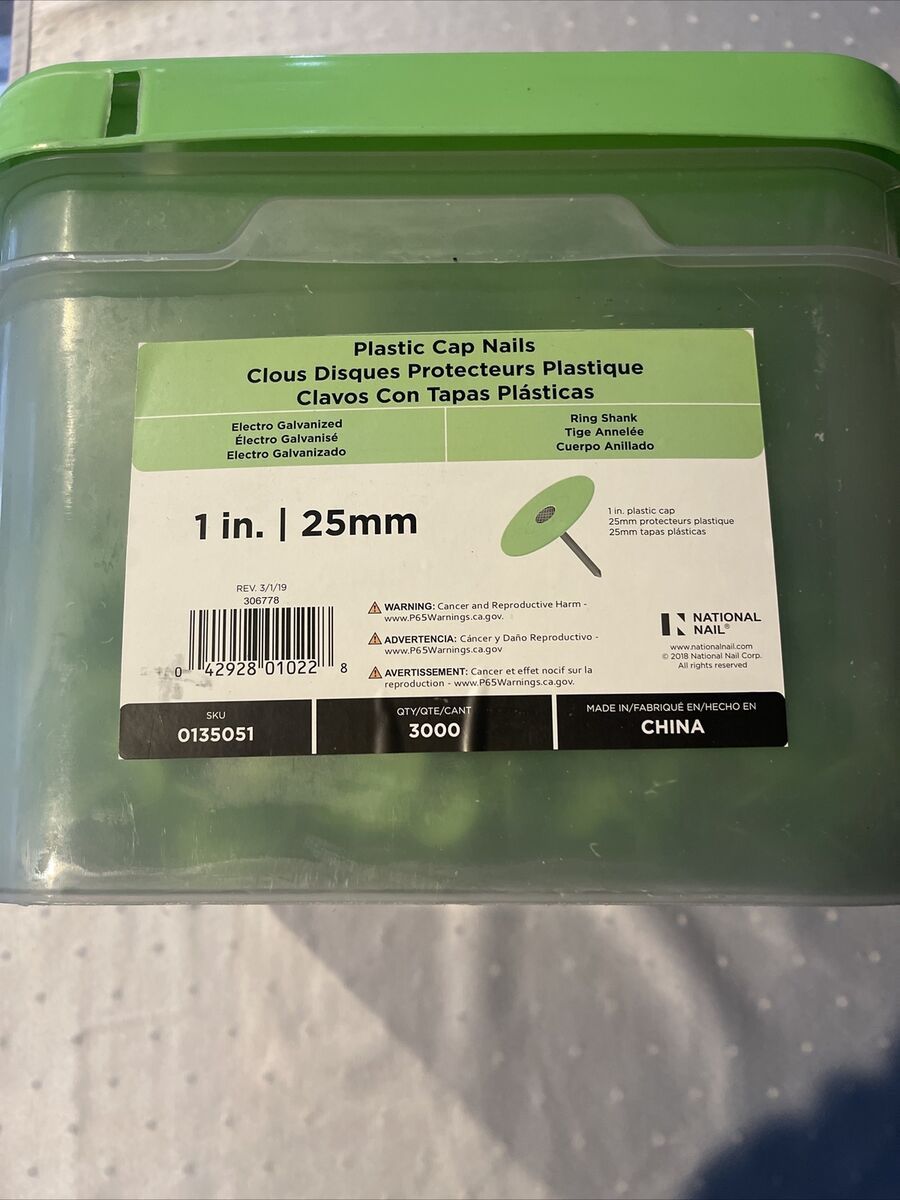 Plastic Cap Nails
Clous Disques Protecteurs Plastique
Clavos Con Tapas Plásticas
Electro Galvanized
Électro Galvanisé
Electro Galvanizado
Ring Shank
Tige Annelée
Cuerpo Anillado
1 in. | 25mm
1 in. plastic cap
25mm protecteurs plastique
25mm tapas plásticas
REV. 3/1/19
306778
0 42928 01022 8
WARNING: Cancer and Reproductive Harm -
www.P65Warnings.ca.gov.
ADVERTENCIA: Cáncer y Daño Reproductivo -
www.P65Warnings.ca.gov
AVERTISSEMENT: Cancer et effet nocif sur la
reproduction - www.P65Warnings.ca.gov.
NATIONAL
NAIL®
www.nationalnail.com
© 2018 National Nail Corp.
All rights reserved
SKU
0135051
QTY/QTE/CANT
3000
MADE IN/FABRIQUÉ EN/HECHO EN
CHINA